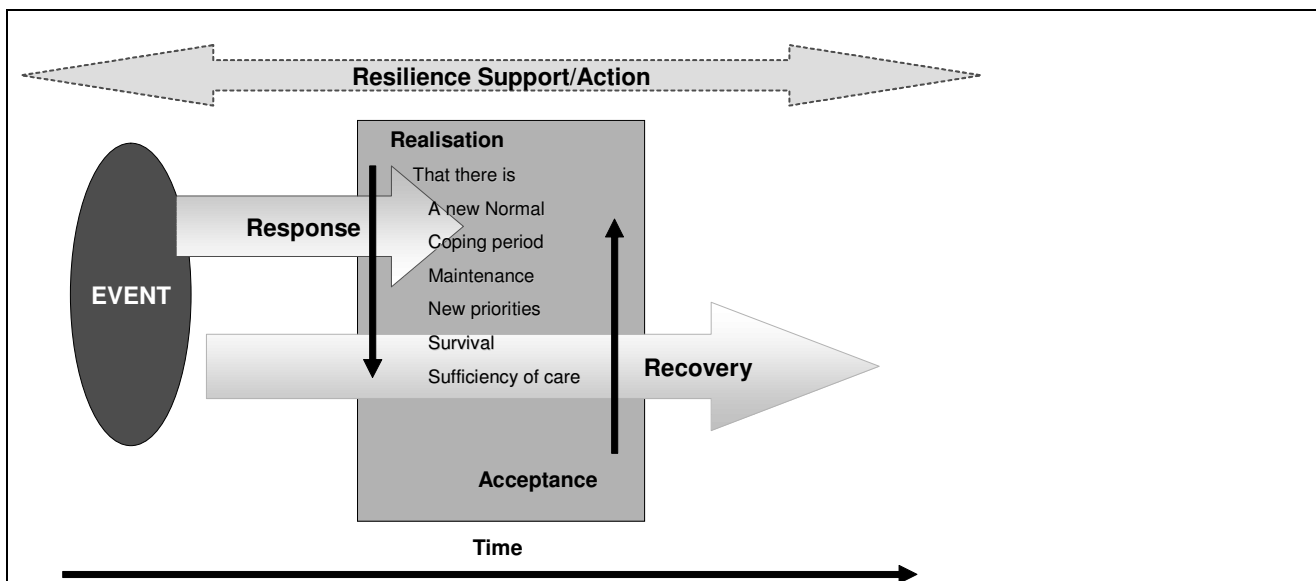 Resilience Support/Action
Realisation
That there is
A new Normal
Response
Coping period
Maintenance
EVENT
New priorities
Survival
Recovery
Sufficiency of care
Acceptance
Time